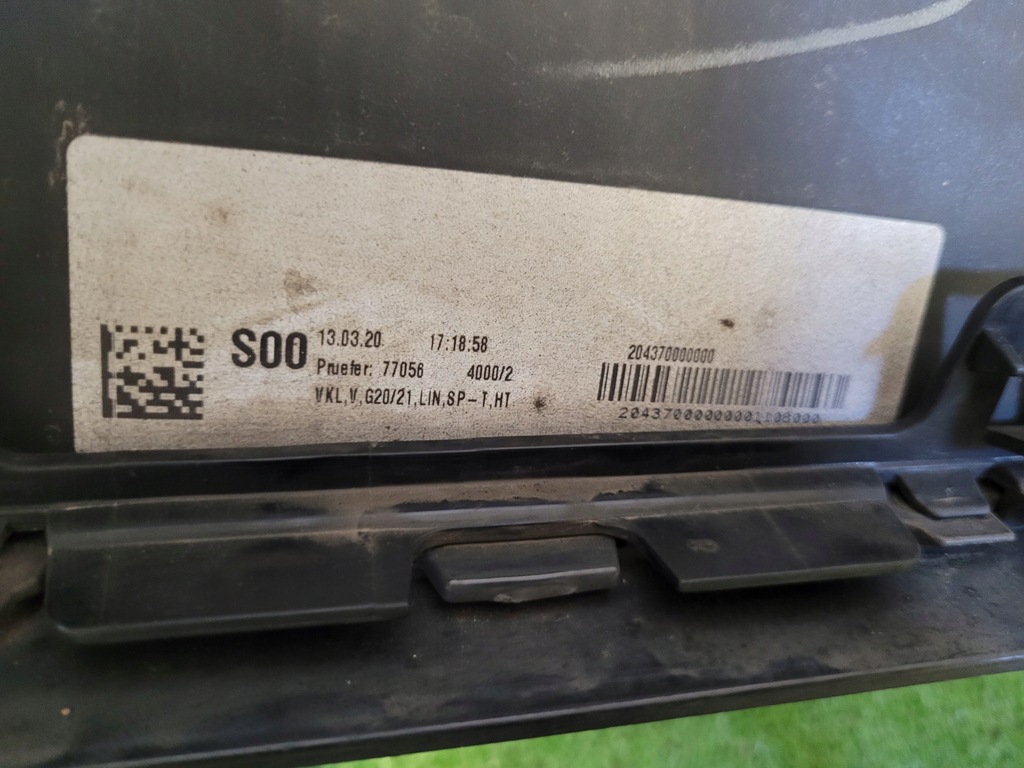 S00
13.03.20 17:18:58
Pruefer: 77056 4000/2
VKL,V,G20/21,LIN,SP-T,HT
204370000000